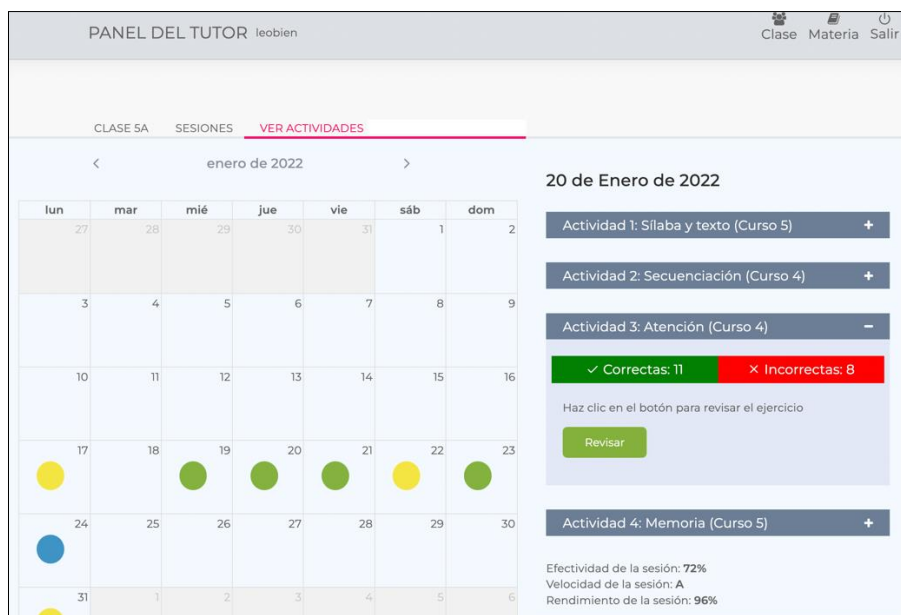 PANEL DEL TUTOR leobien
Clase Materia Salir
CLASE 5A SESIONES VER ACTIVIDADES
< enero de 2022 >
lun mar mié jue vie sáb dom
27 28 29 30 31 1 2
3 4 5 6 7 8 9
10 11 12 13 14 15 16
17 18 19 20 21 22 23
24 25 26 27 28 29 30
31 1 2 3 4 5 6
20 de Enero de 2022
Actividad 1: Sílaba y texto (Curso 5) +
Actividad 2: Secuenciación (Curso 4) +
Actividad 3: Atención (Curso 4) −
✓ Correctas: 11 × Incorrectas: 8
Haz clic en el botón para revisar el ejercicio
Revisar
Actividad 4: Memoria (Curso 5) +
Efectividad de la sesión: 72%
Velocidad de la sesión: A
Rendimiento de la sesión: 96%